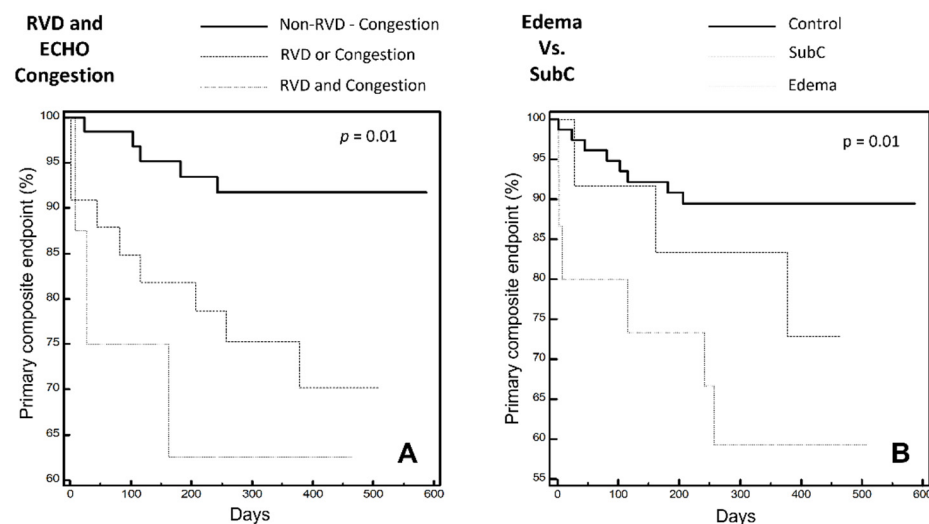 RVD and
ECHO
Congestion
Non-RVD - Congestion
RVD or Congestion
RVD and Congestion
Primary composite endpoint (%)
100
95
90
85
80
75
70
65
60
p = 0.01
A
0
100
200
300
400
500
600
Days
Edema
Vs.
SubC
Control
SubC
Edema
Primary composite endpoint (%)
100
95
90
85
80
75
70
65
60
55
p = 0.01
B
0
100
200
300
400
500
600
Days